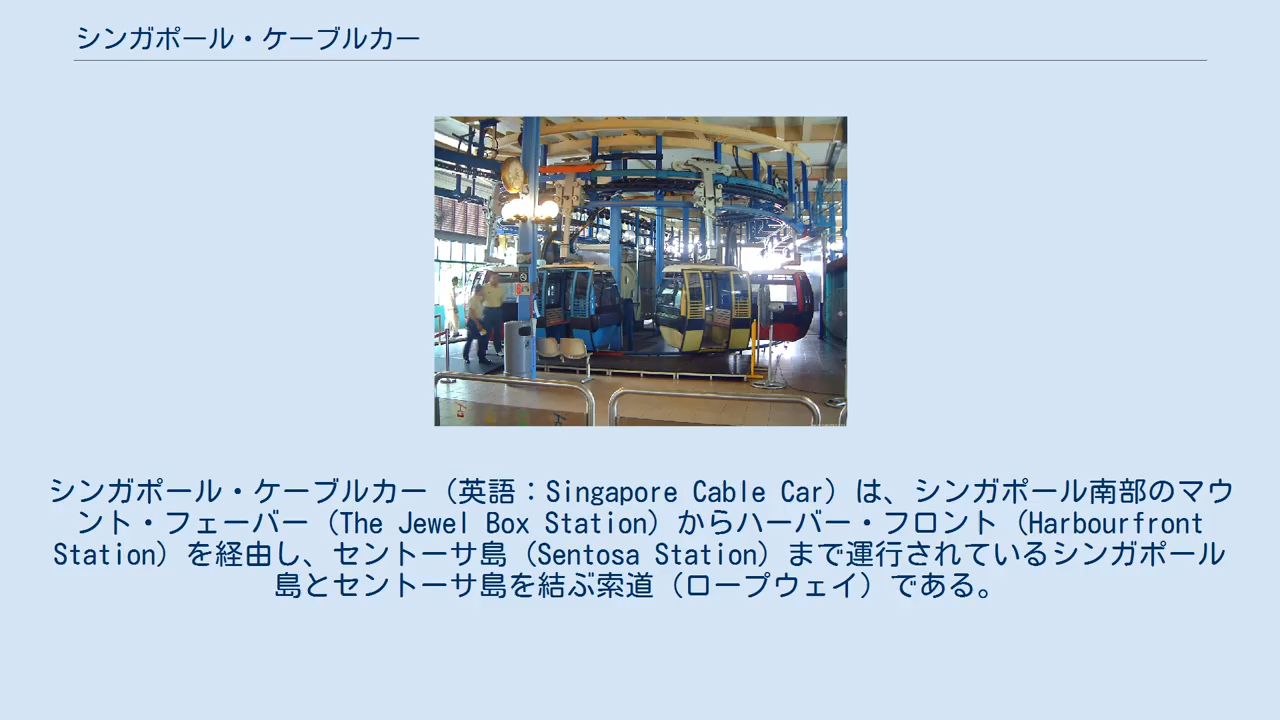 シンガポール・ケーブルカー
シンガポール・ケーブルカー（英語：Singapore Cable Car）は、シンガポール南部のマウ
ント・フェーバー（The Jewel Box Station）からハーバー・フロント（Harbourfront
Station）を経由し、セントーサ島（Sentosa Station）まで運行されているシンガポール
島とセントーサ島を結ぶ索道（ロープウェイ）である。